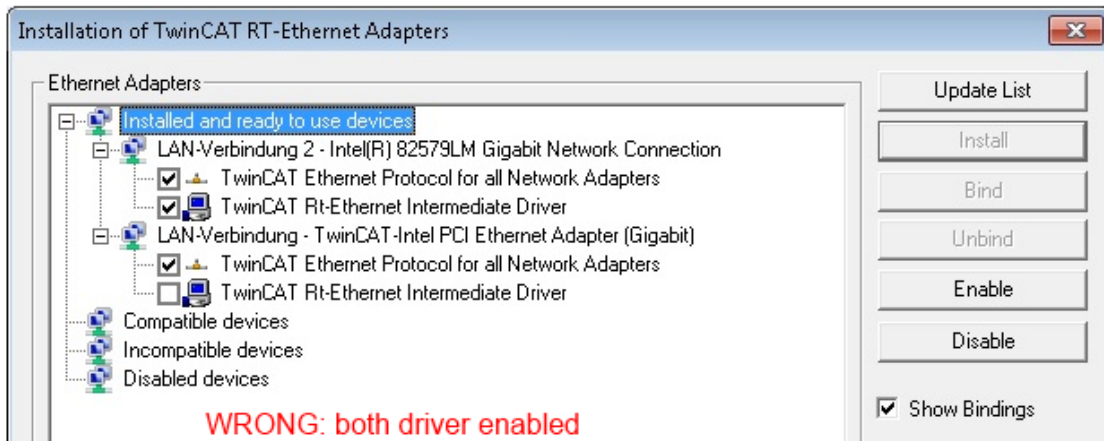 Installation of TwinCAT RT-Ethernet Adapters
Ethernet Adapters
Installed and ready to use devices
LAN-Verbindung 2 - Intel(R) 82579LM Gigabit Network Connection
TwinCAT Ethernet Protocol for all Network Adapters
TwinCAT Rt-Ethernet Intermediate Driver
LAN-Verbindung - TwinCAT-Intel PCI Ethernet Adapter (Gigabit)
TwinCAT Ethernet Protocol for all Network Adapters
TwinCAT Rt-Ethernet Intermediate Driver
Compatible devices
Incompatible devices
Disabled devices
WRONG: both driver enabled
Update List
Install
Bind
Unbind
Enable
Disable
Show Bindings